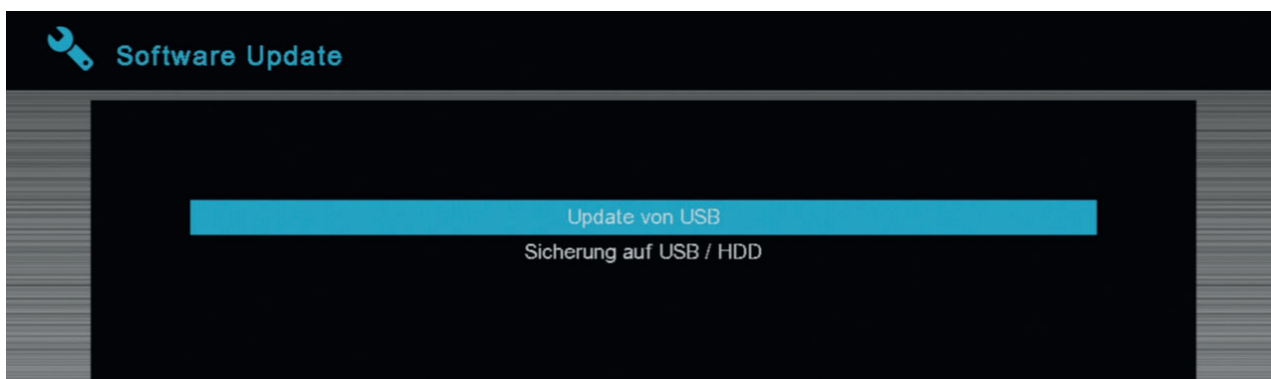 Software Update
Update von USB
Sicherung auf USB / HDD